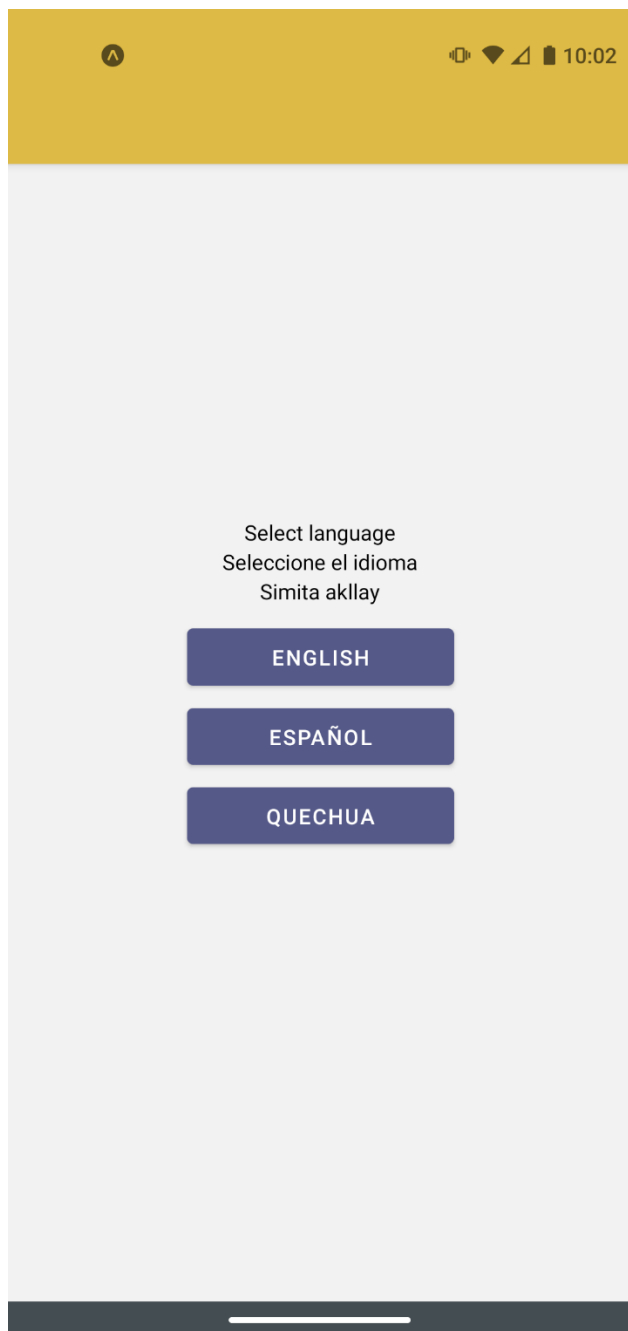 10:02
Select language
Seleccione el idioma
Simita akllay
ENGLISH
ESPAÑOL
QUECHUA